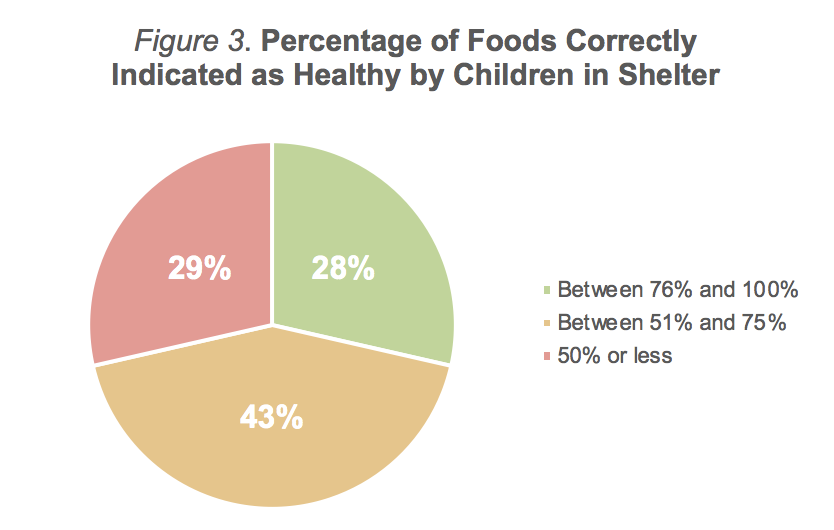 Figure 3. Percentage of Foods Correctly
Indicated as Healthy by Children in Shelter
29%
28%
43%
Between 76% and 100%
Between 51% and 75%
50% or less